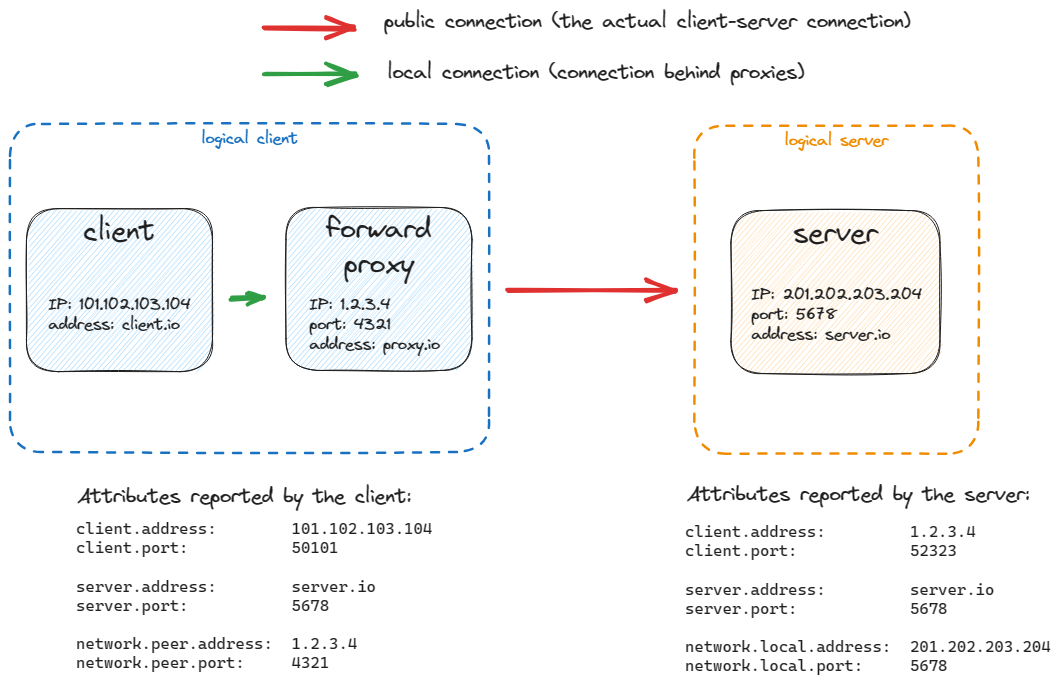 public connection (the actual client-server connection)
local connection (connection behind proxies)
logical client
client
IP: 101.102.103.104
address: client.io
forward
proxy
IP: 1.2.3.4
port: 4321
address: proxy.io
logical server
server
IP: 201.202.203.204
port: 5678
address: server.io
Attributes reported by the client:
client.address: 101.102.103.104
client.port: 50101
server.address: server.io
server.port: 5678
network.peer.address: 1.2.3.4
network.peer.port: 4321
Attributes reported by the server:
client.address: 1.2.3.4
client.port: 52323
server.address: server.io
server.port: 5678
network.local.address: 201.202.203.204
network.local.port: 5678